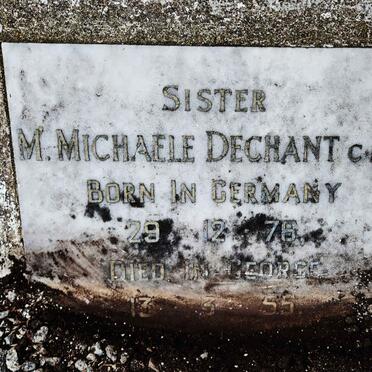 SISTER
M. MICHAELE DECHANT C.
BORN IN GERMANY
29 12 78
DIED IN GEORGE
13 3 55